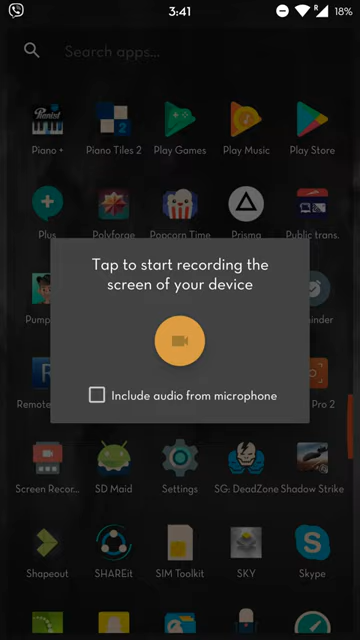 3:41
R
18%
Search apps...
Piano +
Piano Tiles 2
Play Games
Play Music
Play Store
Plus
Polyforge
Popcorn Time
Prisma
Public trans.
Tap to start recording the
screen of your device
Pump
inder
Remote
Pro 2
Include audio from microphone
Screen Recor...
SD Maid
Settings
SG: DeadZone
Shadow Strike
Shapeout
SHAREit
SIM Toolkit
SKY
Skype